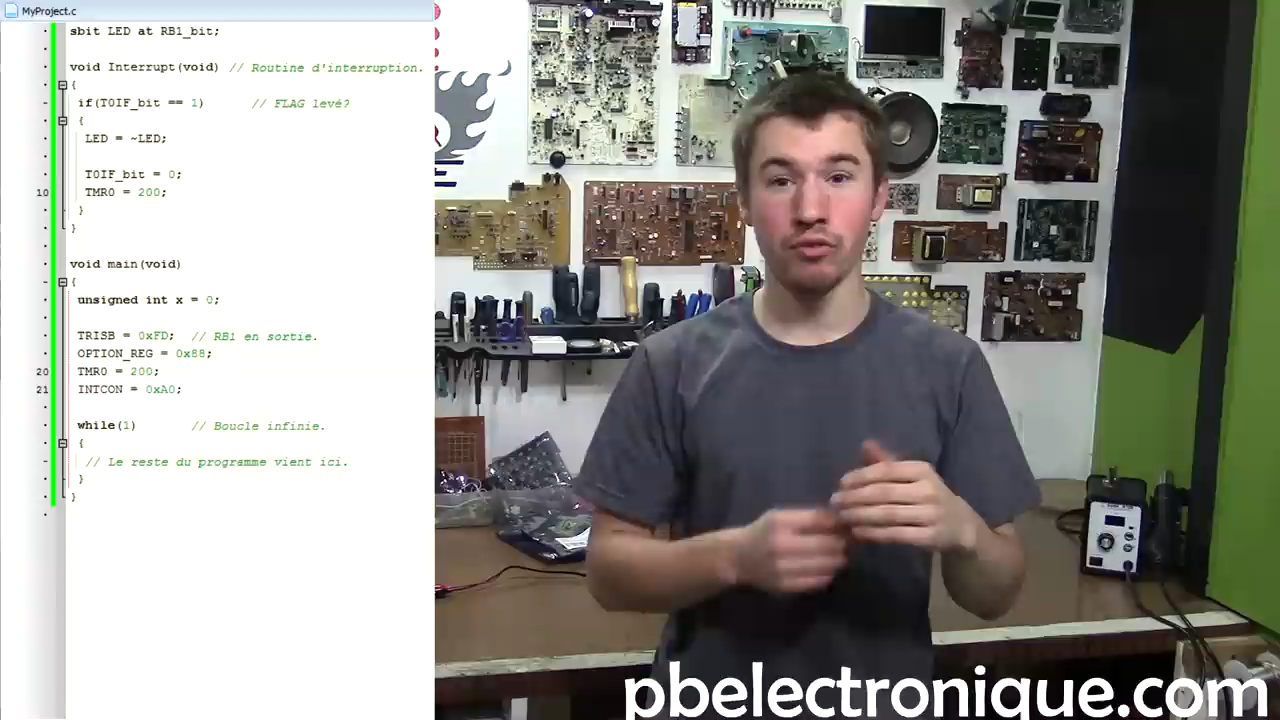 MyProject.c
sbit LED at RB1_bit;
void Interrupt(void) // Routine d'interruption.
{
if(T0IF_bit == 1) // FLAG levé?
{
LED = ~LED;
T0IF_bit = 0;
10 TMR0 = 200;
}
}
void main(void)
{
unsigned int x = 0;
TRISB = 0xFD; // RB1 en sortie.
OPTION_REG = 0x88;
20 TMR0 = 200;
21 INTCON = 0xA0;
while(1) // Boucle infinie.
{
// Le reste du programme vient ici.
}
}
R
pbelectronique.com